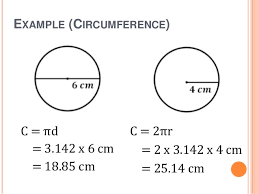 EXAMPLE (CIRCUMFERENCE)
6 cm
4 cm
C = πd
= 3.142 x 6 cm
= 18.85 cm
C = 2πr
= 2 x 3.142 x 4 cm
= 25.14 cm